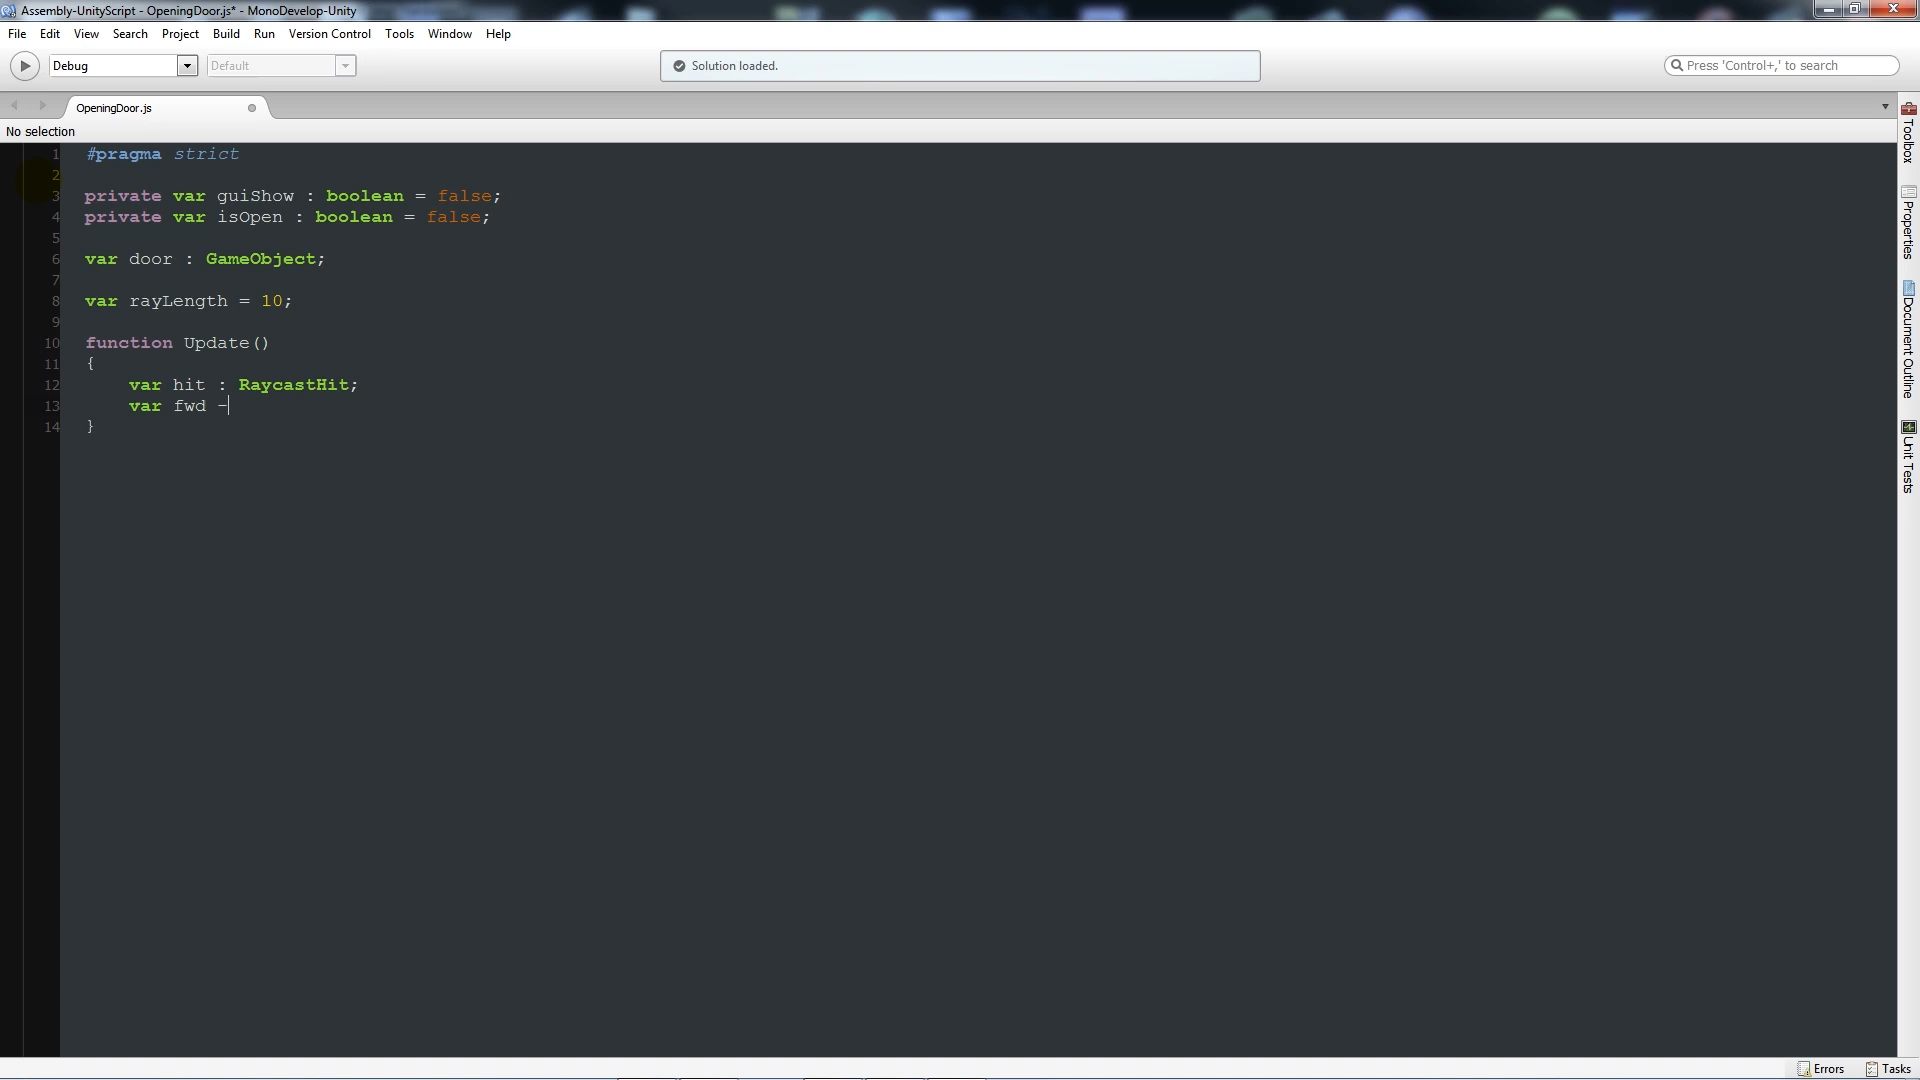 Assembly-UnityScript - OpeningDoor.js* - MonoDevelop-Unity
File Edit View Search Project Build Run Version Control Tools Window Help
Debug Default Solution loaded. Press 'Control+,' to search
OpeningDoor.js
No selection
1 #pragma strict
2
3 private var guiShow : boolean = false;
4 private var isOpen : boolean = false;
5
6 var door : GameObject;
7
8 var rayLength = 10;
9
10 function Update()
11 {
12 var hit : RaycastHit;
13 var fwd -
14 }
Toolbox
Properties
Document Outline
Unit Tests
Errors Tasks